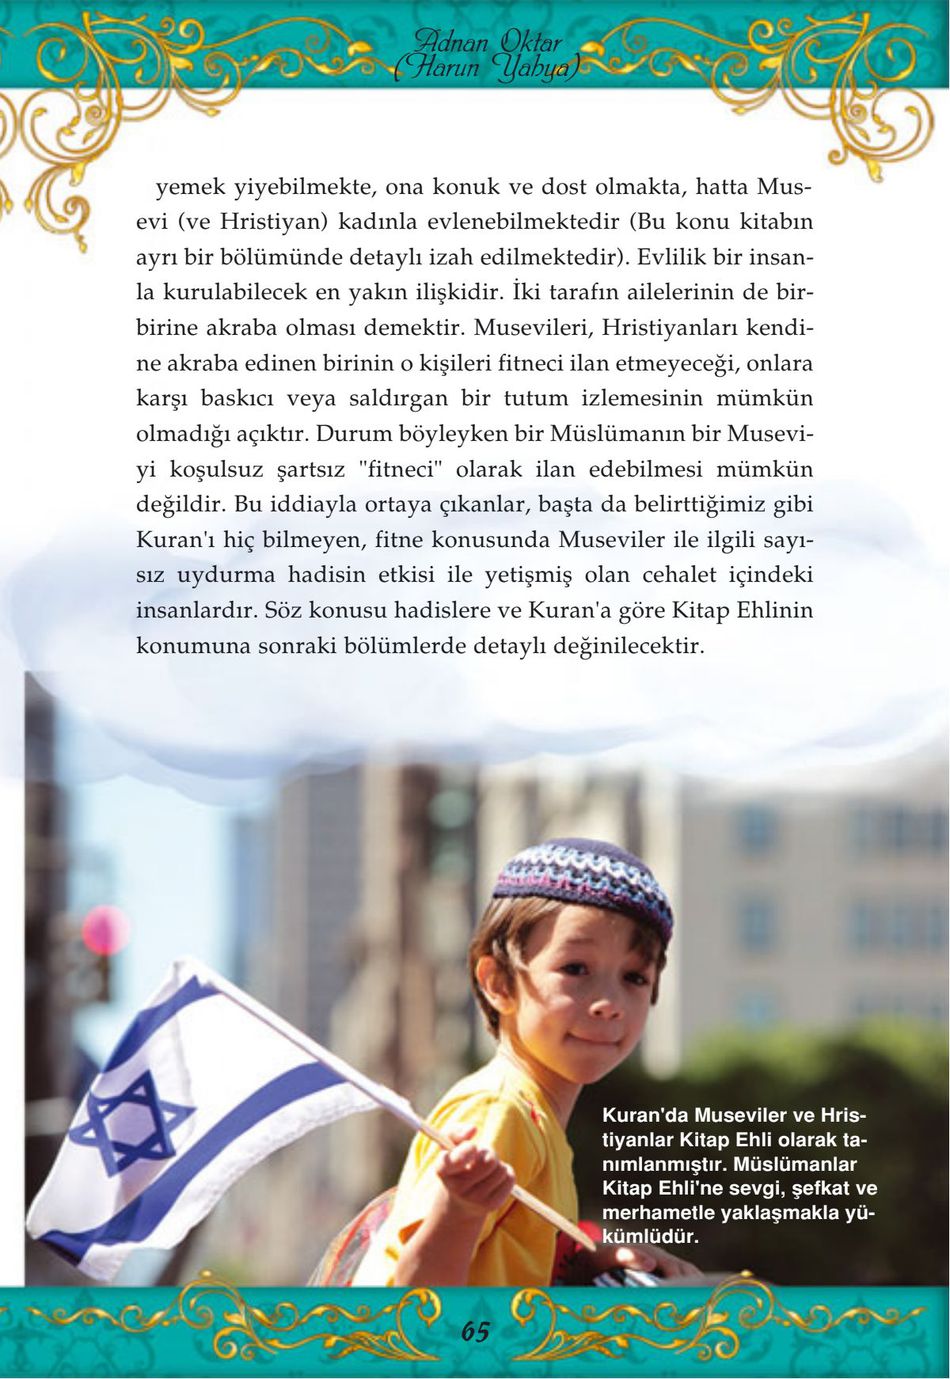 Adnan Oktar
(Harun Yahya)
yemek yiyebilmekte, ona konuk ve dost olmakta, hatta Mus-
evi (ve Hristiyan) kadınla evlenebilmektedir (Bu konu kitabın
ayrı bir bölümünde detaylı izah edilmektedir). Evlilik bir insan-
la kurulabilecek en yakın ilişkidir. İki tarafın ailelerinin de bir-
birine akraba olması demektir. Musevileri, Hristiyanları kendi-
ne akraba edinen birinin o kişileri fitneci ilan etmeyeceği, onlara
karşı baskıcı veya saldırgan bir tutum izlemesinin mümkün
olmadığı açıktır. Durum böyleyken bir Müslümanın bir Musevi-
yi koşulsuz şartsız "fitneci" olarak ilan edebilmesi mümkün
değildir. Bu iddiayla ortaya çıkanlar, başta da belirttiğimiz gibi
Kuran'ı hiç bilmeyen, fitne konusunda Museviler ile ilgili sayı-
sız uydurma hadisin etkisi ile yetişmiş olan cehalet içindeki
insanlardır. Söz konusu hadislere ve Kuran'a göre Kitap Ehlinin
konumuna sonraki bölümlerde detaylı değinilecektir.
Kuran'da Museviler ve Hris-
tiyanlar Kitap Ehli olarak ta-
nımlanmıştır. Müslümanlar
Kitap Ehli'ne sevgi, şefkat ve
merhametle yaklaşmakla yü-
kümlüdür.
65